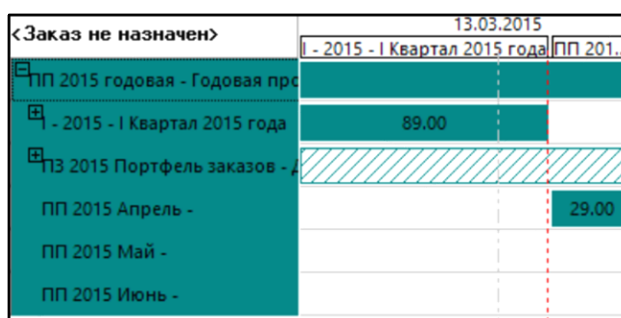 <Заказ не назначен>
13.03.2015
I - 2015 - I Квартал 2015 года ПП 201..
ПП 2015 годовая - Годовая про
I - 2015 - I Квартал 2015 года 89.00
ПЗ 2015 Портфель заказов -
ПП 2015 Апрель - 29.00
ПП 2015 Май -
ПП 2015 Июнь -